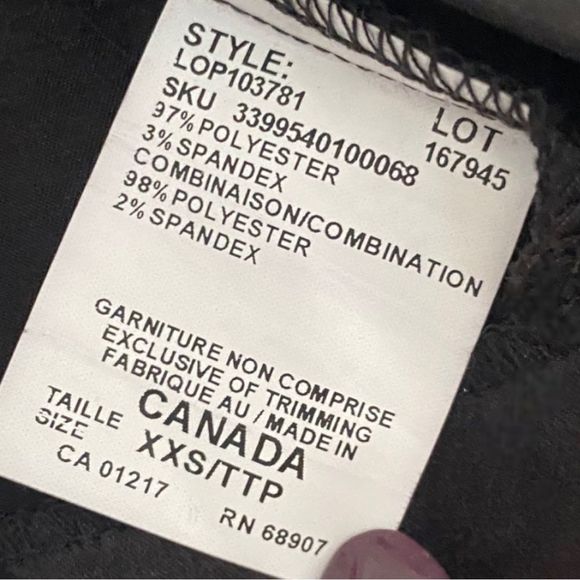 STYLE:
LOP103781
LOT
167945
SKU 3399540100068
97% POLYESTER
3% SPANDEX
COMBINAISON/COMBINATION
98% POLYESTER
2% SPANDEX
GARNITURE NON COMPRISE
EXCLUSIVE OF TRIMMING
FABRIQUE AU / MADE IN
CANADA
TAILLE
SIZE
XXS/TTP
CA 01217
RN 68907